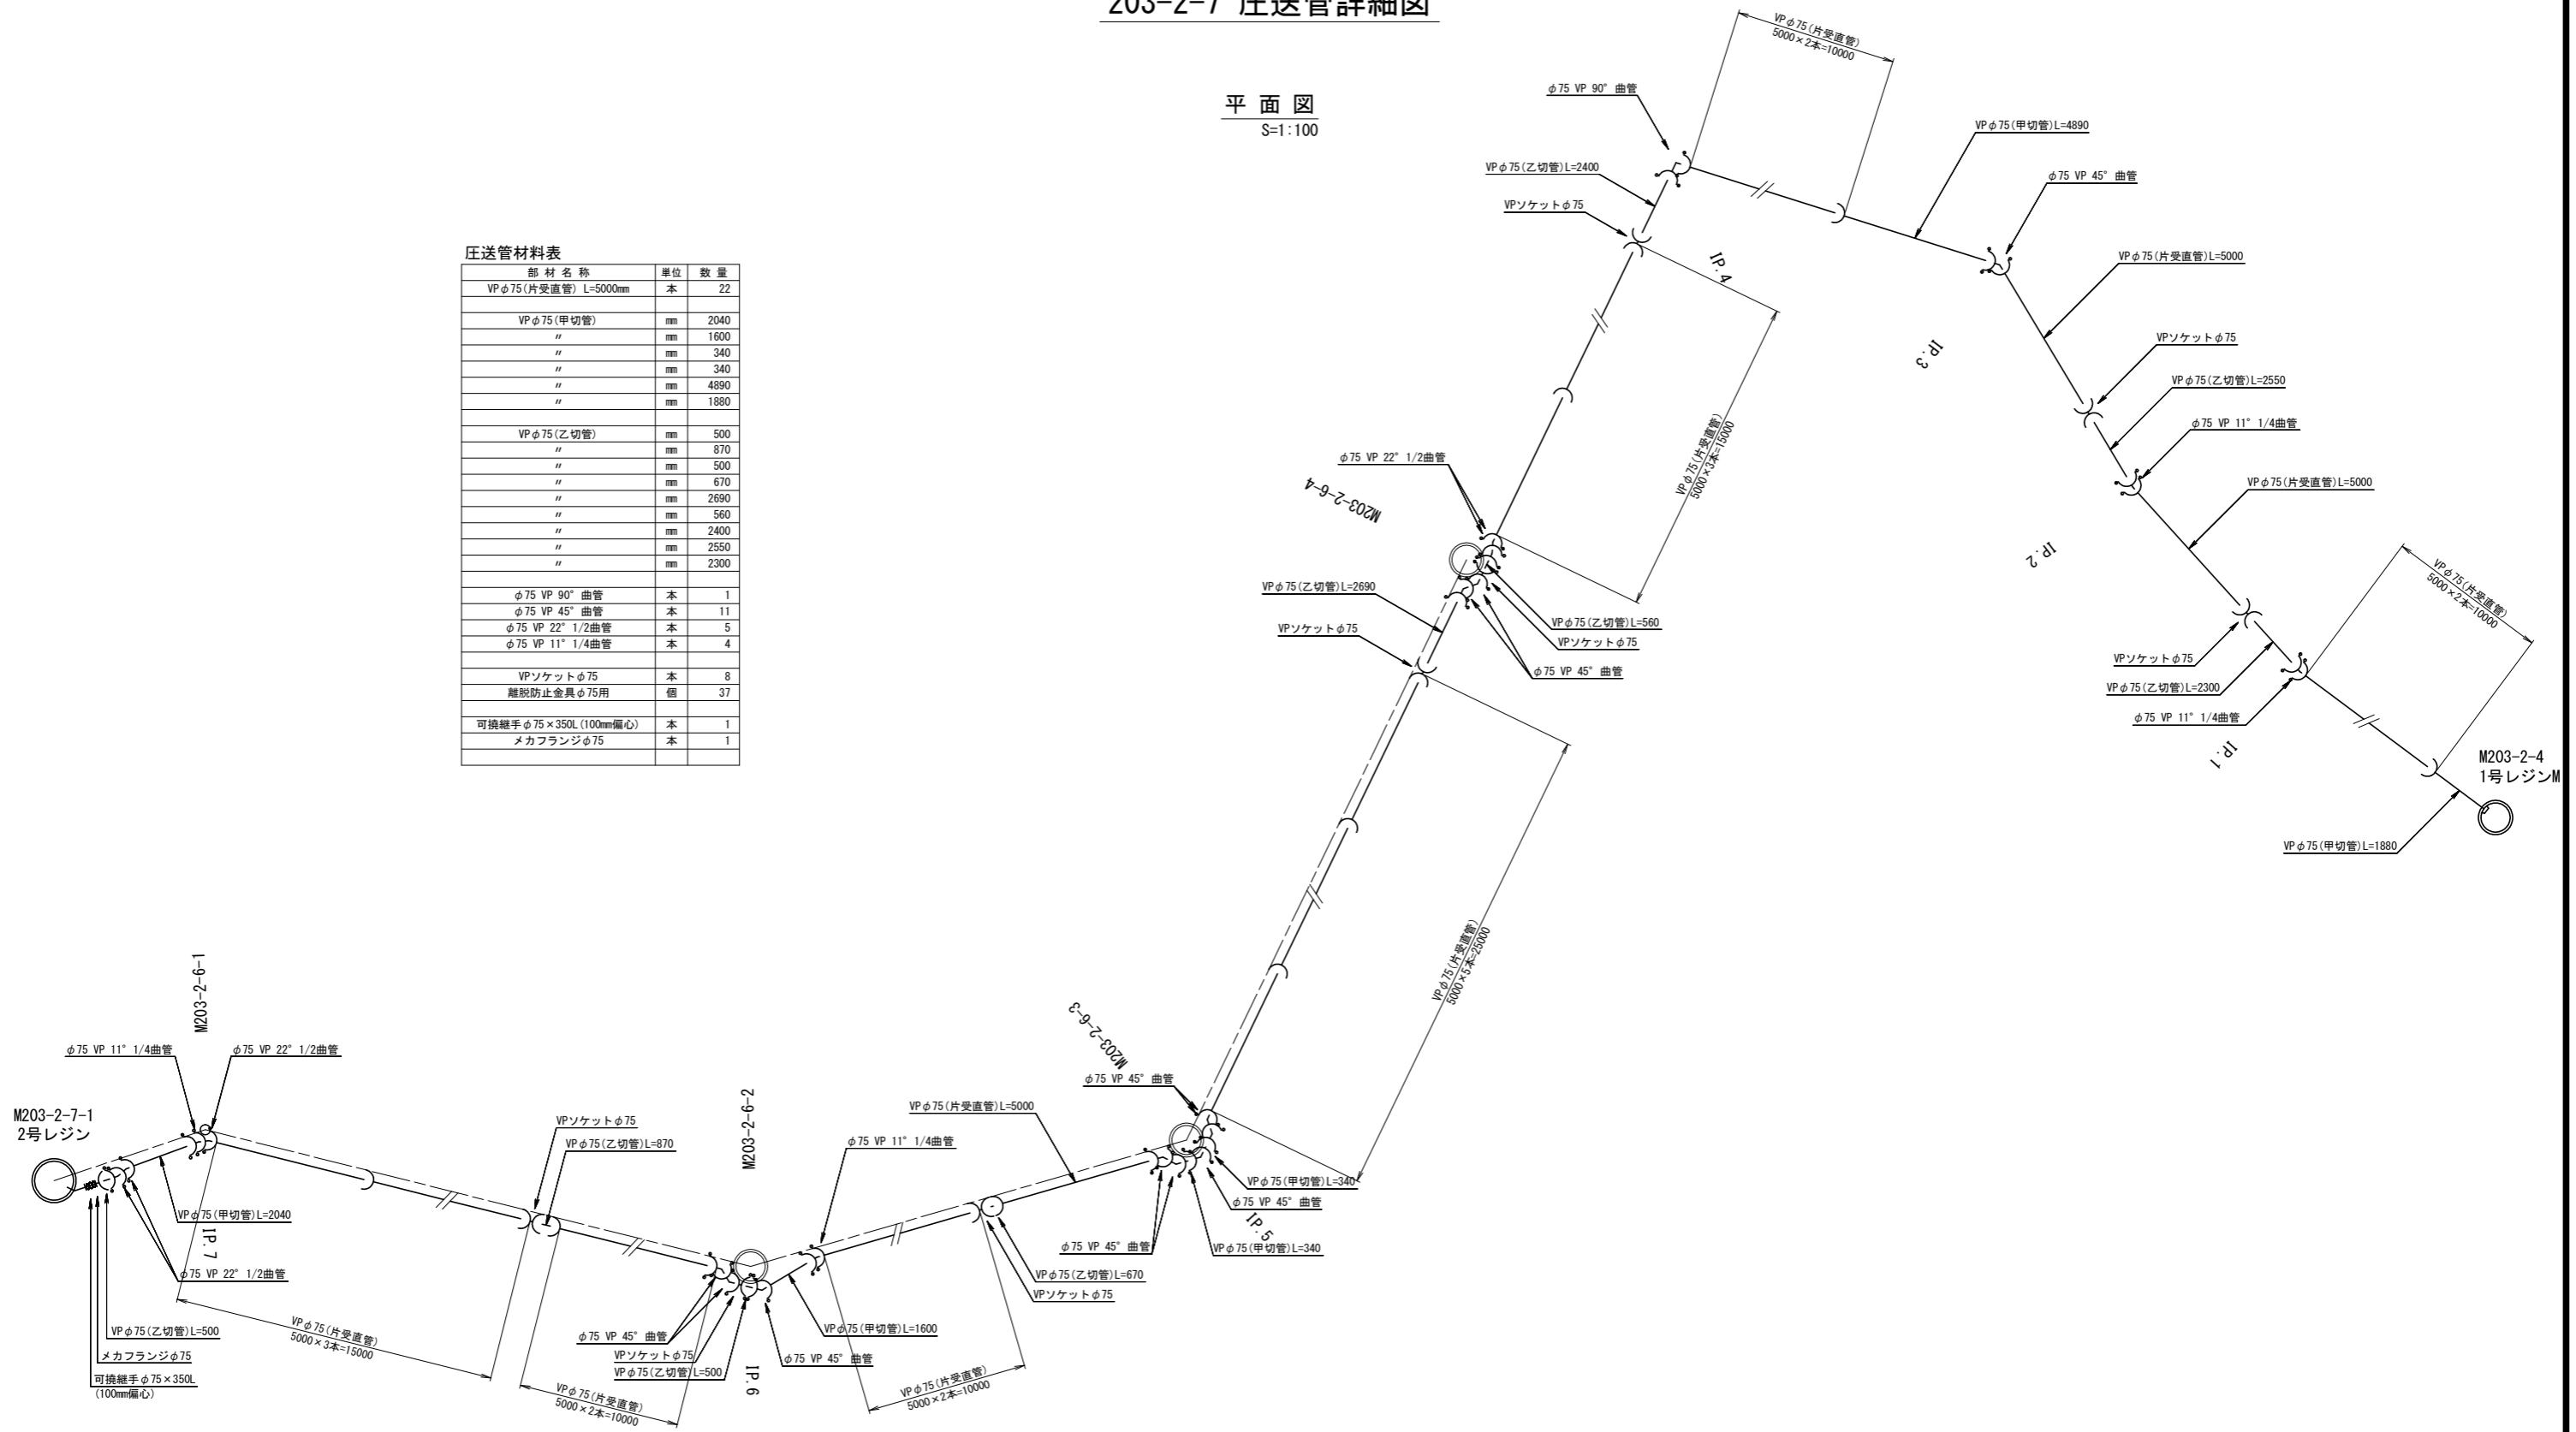 203-2-7 圧送管詳細図
平 面 図
S=1:100
圧送管材料表
部 材 名 称 単位 数 量
VPφ75(片受直管) L=5000mm 本 22
VPφ75(甲切管) mm 2040
〃 mm 1600
〃 mm 340
〃 mm 340
〃 mm 4890
〃 mm 1880
VPφ75(乙切管) mm 500
〃 mm 870
〃 mm 500
〃 mm 670
〃 mm 2690
〃 mm 560
〃 mm 2400
〃 mm 2550
〃 mm 2300
φ75 VP 90° 曲管 本 1
φ75 VP 45° 曲管 本 11
φ75 VP 22° 1/2曲管 本 5
φ75 VP 11° 1/4曲管 本 4
VPソケットφ75 本 8
離脱防止金具φ75用 個 37
可撓継手φ75×350L(100mm偏心) 本 1
メカフランジφ75 本 1
VPφ75(片受直管)
5000×2本=10000
φ75 VP 90° 曲管
VPφ75(甲切管)L=4890
VPφ75(乙切管)L=2400
φ75 VP 45° 曲管
VPソケットφ75
IP.4
VPφ75(片受直管)L=5000
IP.3
VPソケットφ75
VPφ75(乙切管)L=2550
φ75 VP 11° 1/4曲管
VPφ75(片受直管)
5000×3本=15000
φ75 VP 22° 1/2曲管
M203-2-6-4
VPφ75(片受直管)L=5000
IP.2
VPφ75(片受直管)
5000×2本=10000
VPφ75(乙切管)L=2690
VPソケットφ75
VPφ75(乙切管)L=560
VPソケットφ75
φ75 VP 45° 曲管
VPソケットφ75
VPφ75(乙切管)L=2300
φ75 VP 11° 1/4曲管
IP.1
M203-2-4
1号レジンM
VPφ75(甲切管)L=1880
VPφ75(片受直管)
5000×5本=25000
M203-2-6-3
φ75 VP 45° 曲管
M203-2-6-1
φ75 VP 11° 1/4曲管
φ75 VP 22° 1/2曲管
M203-2-7-1
2号レジン
M203-2-6-2
VPソケットφ75
VPφ75(乙切管)L=870
VPφ75(片受直管)L=5000
φ75 VP 11° 1/4曲管
VPφ75(甲切管)L=340
φ75 VP 45° 曲管
IP.5
VPφ75(甲切管)L=340
φ75 VP 45° 曲管
VPφ75(乙切管)L=670
VPソケットφ75
VPφ75(甲切管)L=2040
IP.7
φ75 VP 22° 1/2曲管
VPφ75(乙切管)L=500
メカフランジφ75
可撓継手φ75×350L
(100mm偏心)
VPφ75(片受直管)
5000×3本=15000
φ75 VP 45° 曲管
VPソケットφ75
VPφ75(乙切管)L=500
IP.6
VPφ75(甲切管)L=1600
φ75 VP 45° 曲管
VPφ75(片受直管)
5000×2本=10000
VPφ75(片受直管)
5000×2本=10000